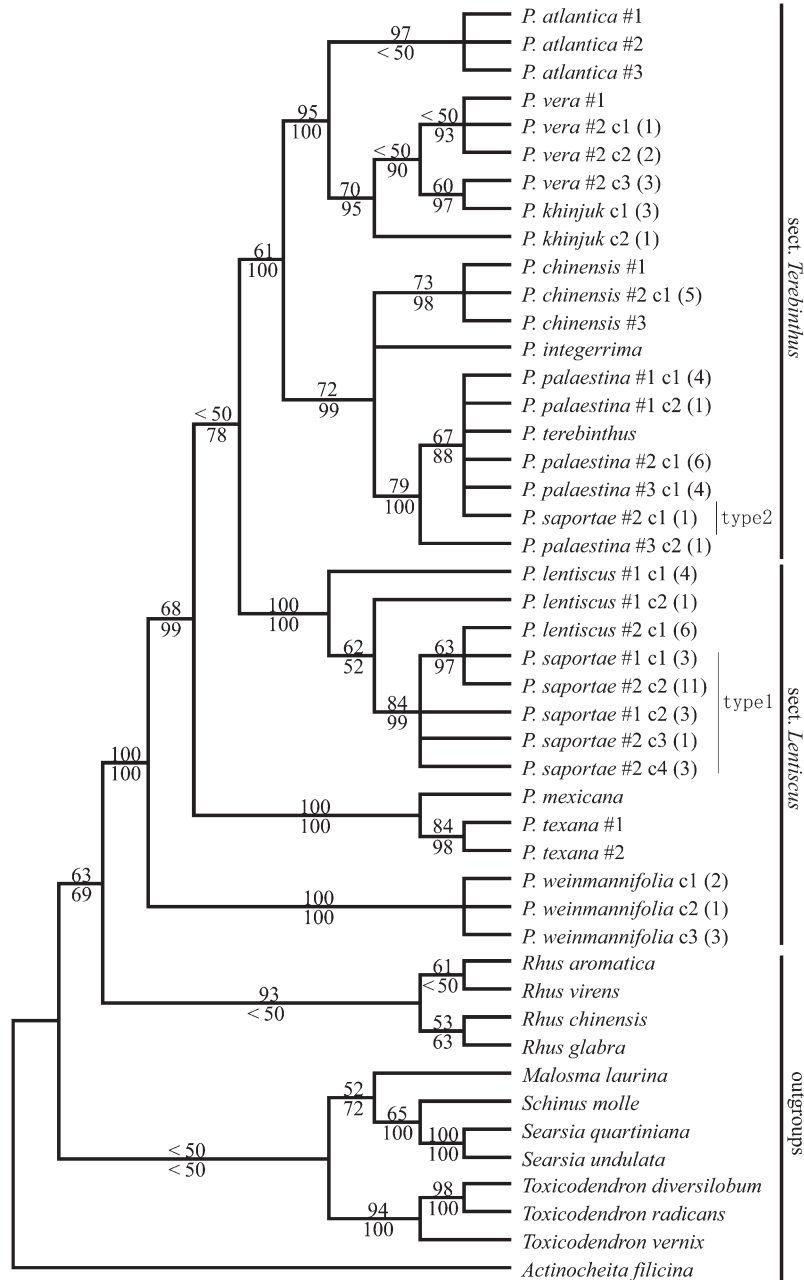 P. atlantica #1
97
P. atlantica #2
< 50
P. atlantica #3
P. vera #1
95
< 50
100
P. vera #2 c1 (1)
93
< 50
P. vera #2 c2 (2)
90
70
60
P. vera #2 c3 (3)
95
97
P. khinjuk c1 (3)
P. khinjuk c2 (1)
61
100
P. chinensis #1
73
P. chinensis #2 c1 (5)
98
P. chinensis #3
P. integerrima
P. palaestina #1 c1 (4)
72
99
P. palaestina #1 c2 (1)
< 50
78
P. terebinthus
67
88
P. palaestina #2 c1 (6)
79
P. palaestina #3 c1 (4)
100
P. saportae #2 c1 (1)
type2
P. palaestina #3 c2 (1)
sect. Terebinthus
P. lentiscus #1 c1 (4)
100
100
P. lentiscus #1 c2 (1)
68
99
P. lentiscus #2 c1 (6)
62
52
63
P. saportae #1 c1 (3)
97
P. saportae #2 c2 (11)
84
99
P. saportae #1 c2 (3)
type1
P. saportae #2 c3 (1)
P. saportae #2 c4 (3)
100
100
P. mexicana
100
100
84
P. texana #1
98
P. texana #2
sect. Lentiscus
63
69
P. weinmannifolia c1 (2)
100
100
P. weinmannifolia c2 (1)
P. weinmannifolia c3 (3)
Rhus aromatica
61
< 50
Rhus virens
93
< 50
Rhus chinensis
53
63
Rhus glabra
Malosma laurina
52
72
Schinus molle
65
100
Searsia quartiniana
100
100
Searsia undulata
< 50
< 50
Toxicodendron diversilobum
98
100
Toxicodendron radicans
94
100
Toxicodendron vernix
Actinocheita filicina
outgroups